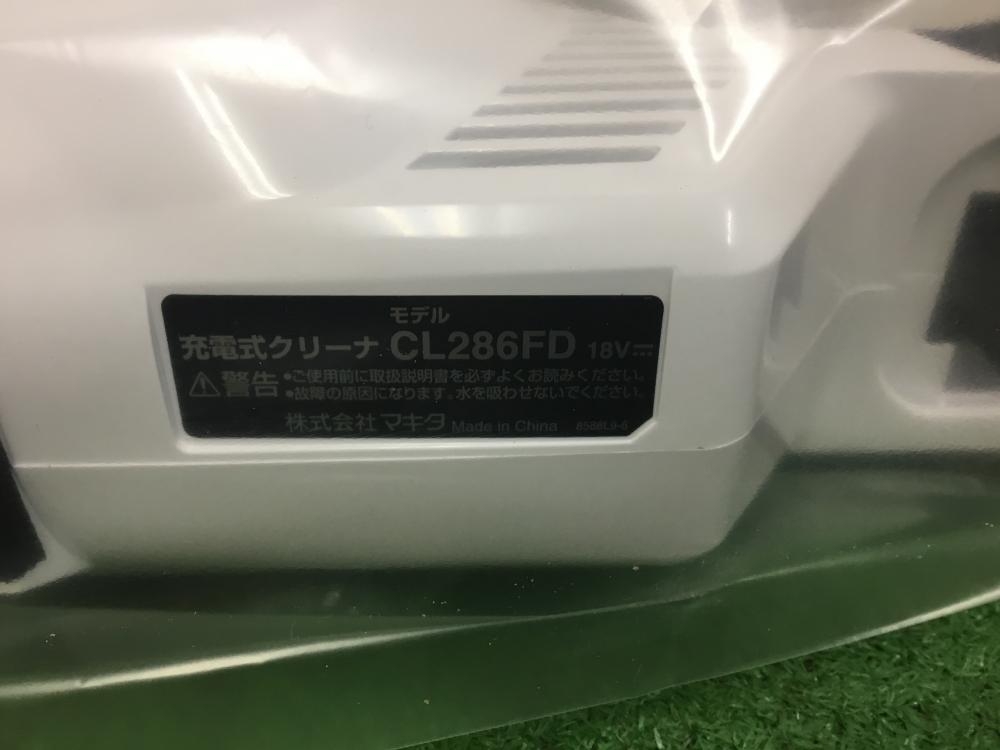 モデル
充電式クリーナ CL286FD 18V
警告 •ご使用前に取扱説明書を必ずよくお読みください。
•故障の原因になります。水を吸わせないでください。
株式会社 マキタ Made in China